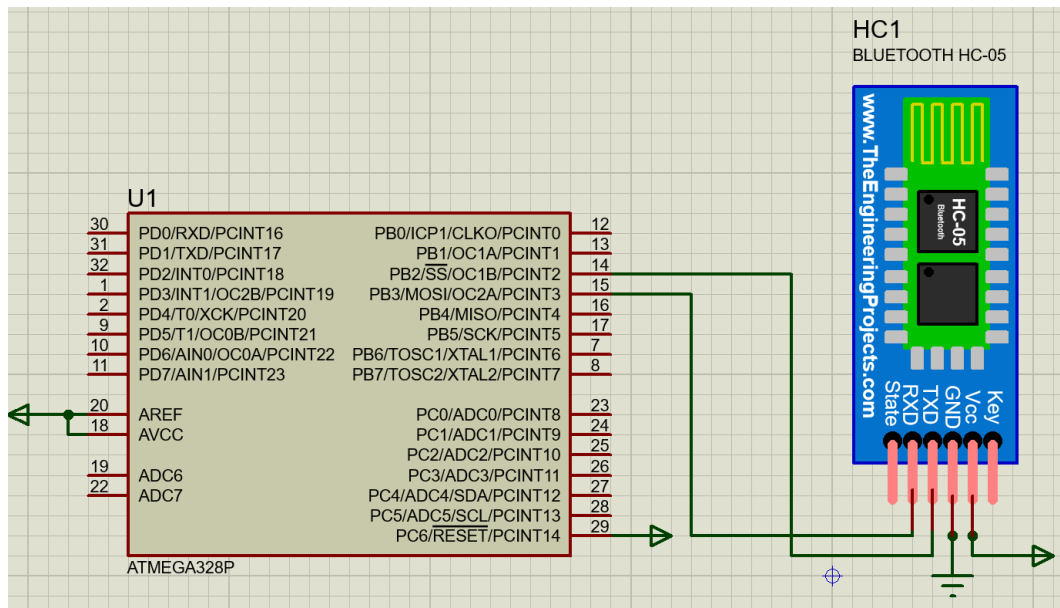 HC1
BLUETOOTH HC-05
www.TheEngineeringProjects.com
HC-05
Bluetooth
State
RXD
TXD
GND
Vcc
Key
U1
30 PD0/RXD/PCINT16 PB0/ICP1/CLKO/PCINT0 12
31 PD1/TXD/PCINT17 PB1/OC1A/PCINT1 13
32 PD2/INT0/PCINT18 PB2/SS/OC1B/PCINT2 14
1 PD3/INT1/OC2B/PCINT19 PB3/MOSI/OC2A/PCINT3 15
2 PD4/T0/XCK/PCINT20 PB4/MISO/PCINT4 16
9 PD5/T1/OC0B/PCINT21 PB5/SCK/PCINT5 17
10 PD6/AIN0/OC0A/PCINT22 PB6/TOSC1/XTAL1/PCINT6 7
11 PD7/AIN1/PCINT23 PB7/TOSC2/XTAL2/PCINT7 8
20 AREF PC0/ADC0/PCINT8 23
18 AVCC PC1/ADC1/PCINT9 24
PC2/ADC2/PCINT10 25
19 ADC6 PC3/ADC3/PCINT11 26
22 ADC7 PC4/ADC4/SDA/PCINT12 27
PC5/ADC5/SCL/PCINT13 28
PC6/RESET/PCINT14 29
ATMEGA328P